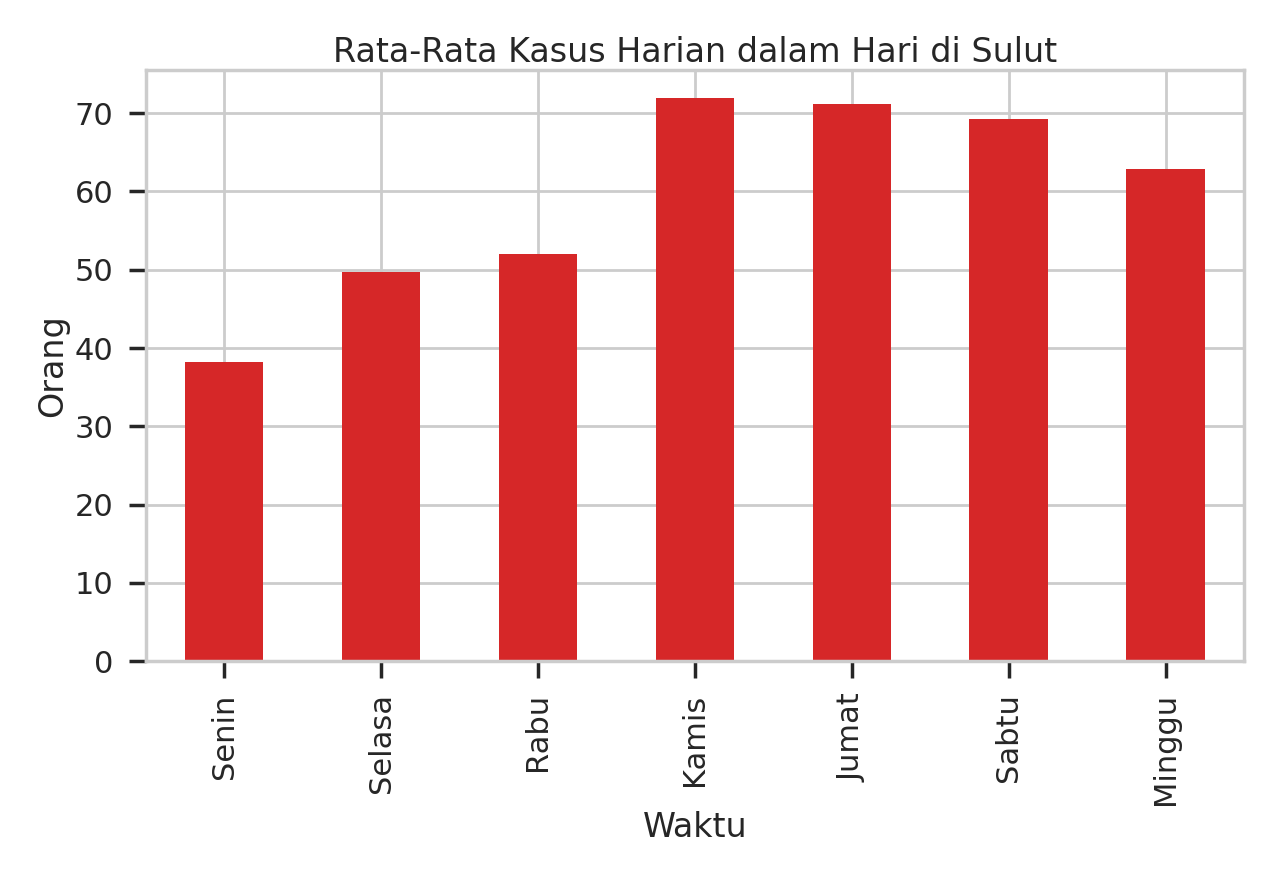 Rata-Rata Kasus Harian dalam Hari di Sulut
Orang
70
60
50
40
30
20
10
0
Senin
Selasa
Rabu
Kamis
Jumat
Sabtu
Minggu
Waktu